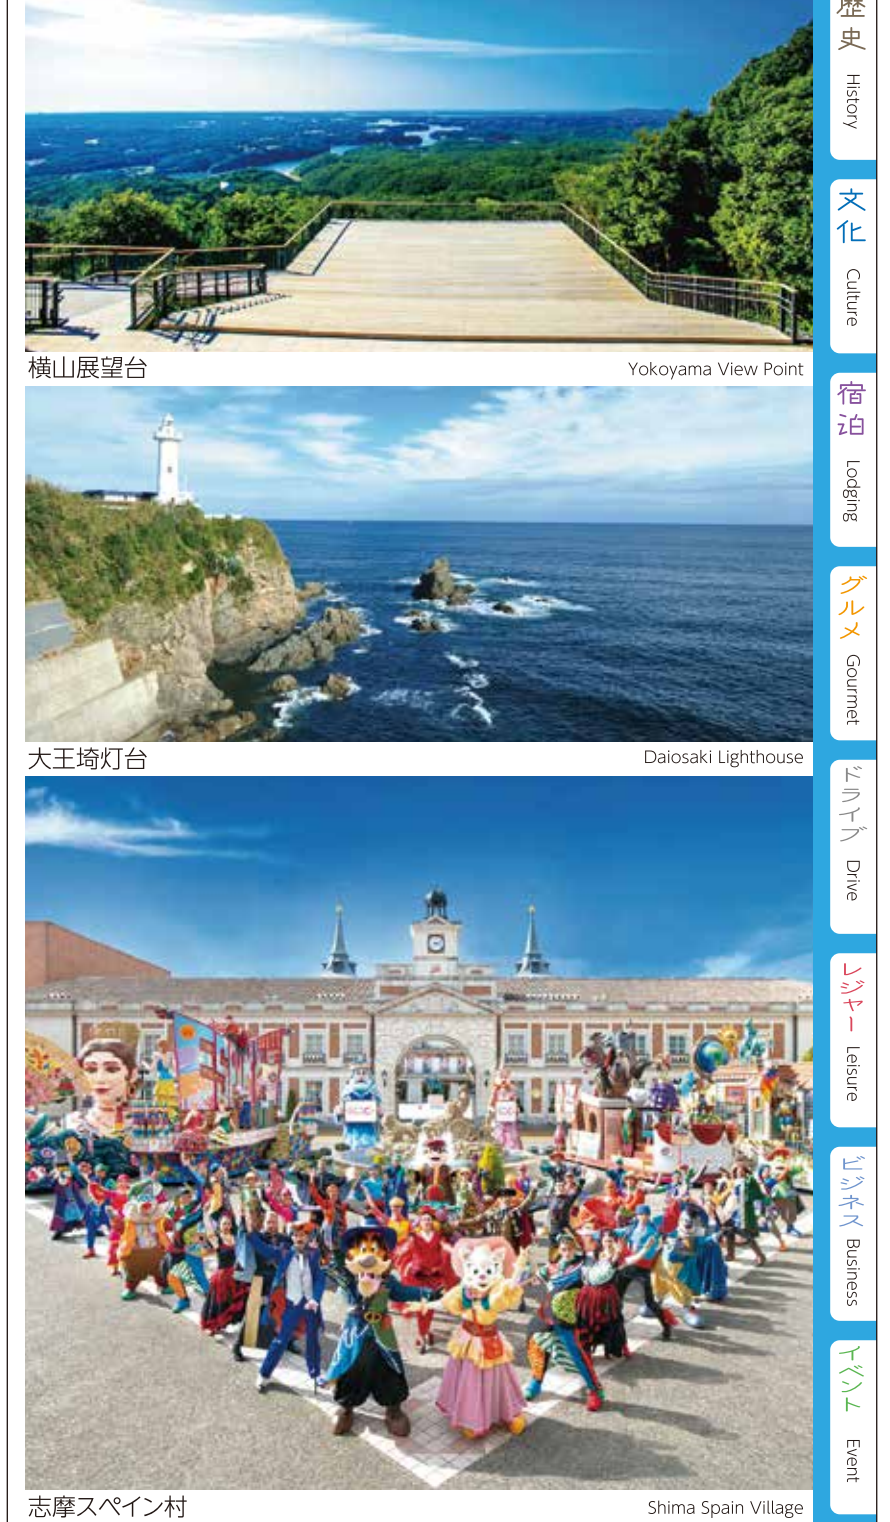 横山展望台
Yokoyama View Point
大王埼灯台
Daiosaki Lighthouse
志摩スペイン村
Shima Spain Village
歴史
History
文化
Culture
宿泊
Lodging
グルメ
Gourmet
ドライブ
Drive
レジャー
Leisure
ビジネス
Business
イベント
Event